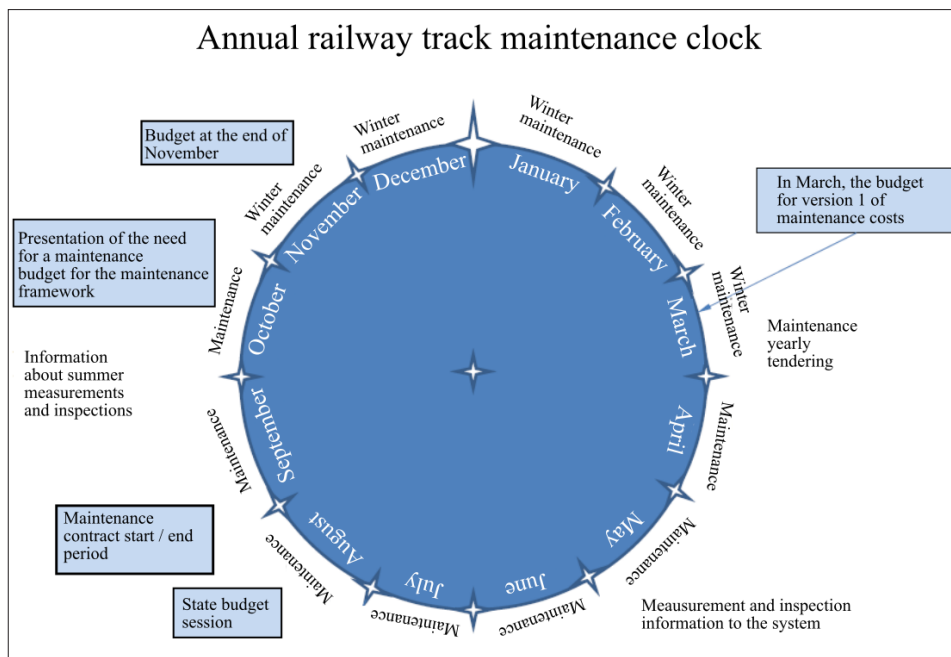 Annual railway track maintenance clock
Winter
maintenance
January
Winter
maintenance
February
Winter
maintenance
March
In March, the budget
for version 1 of
maintenance costs
Maintenance
yearly
tendering
Maintenance
April
Maintenance
May
Meausurement and inspection
information to the system
Maintenance
June
Maintenance
July
State budget
session
Maintenance
August
Maintenance
contract start / end
period
Maintenance
September
Information
about summer
measurements
and inspections
Maintenance
October
Presentation of the need
for a maintenance
budget for the maintenance
framework
Winter
maintenance
November
Budget at the end of
November
Winter
maintenance
December